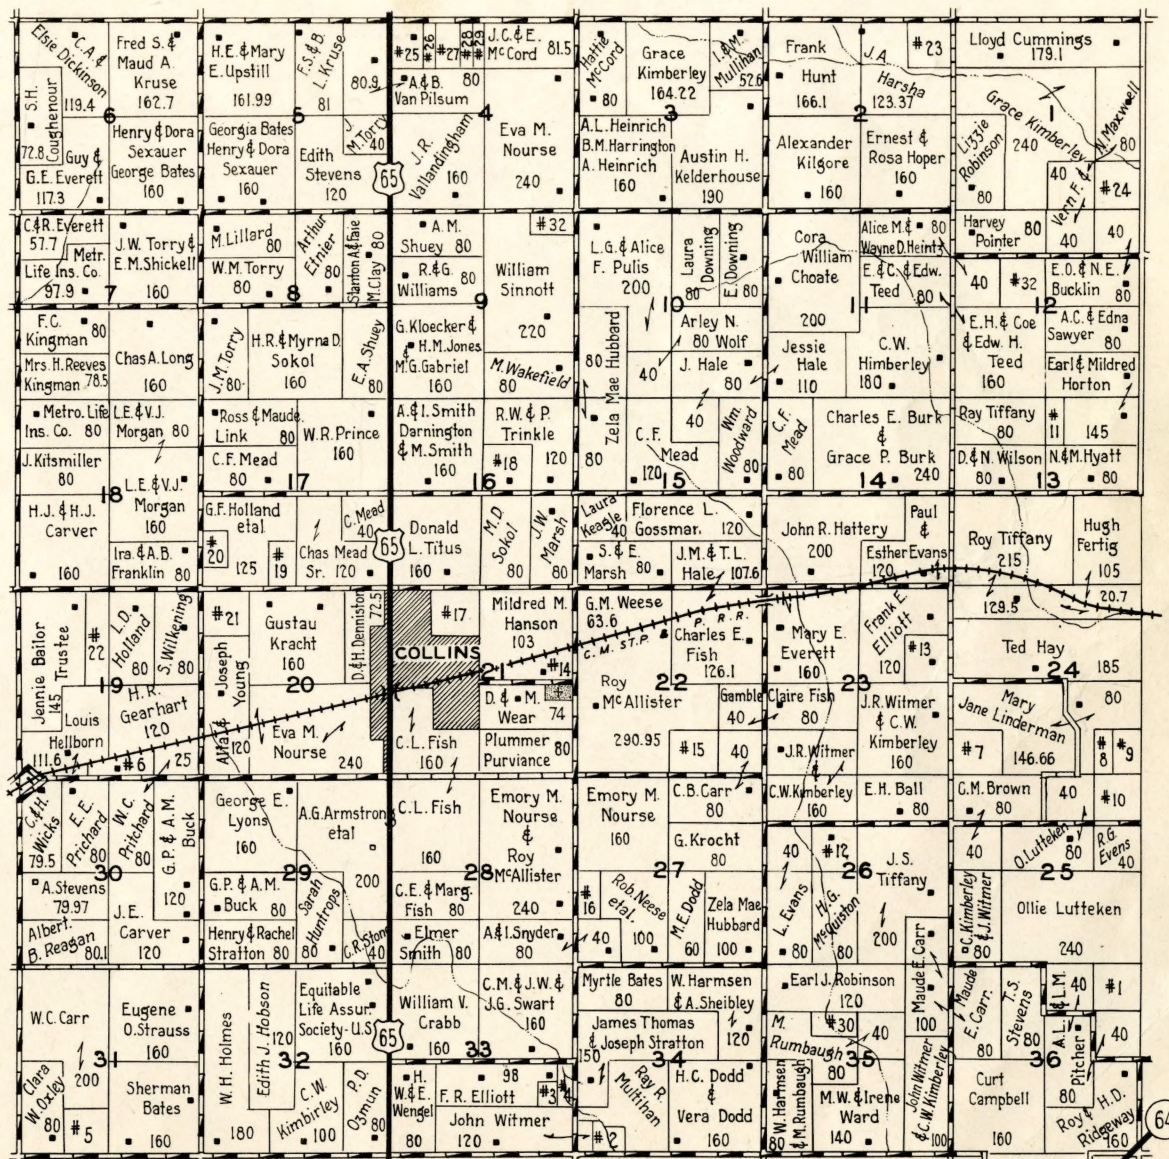 Elsie
Dickinson
C.A. &
119.4
S.H.
Coughenour
72.8
Guy &
G.E. Everett
117.3
Fred S. &
Maud A.
Kruse
162.7
6
Henry & Dora
Sexauer
George Bates
160
H.E. & Mary
E. Upstill
161.99
F.S. & B.
L. Kruse
81
80.9
5
Georgia Bates
Henry & Dora
Sexauer
160
Edith
Stevens
120
J.
M. Torry
40
65
#25
#26
#27
#28
#29
J.C. & E.
McCord
81.5
A. & B.
Van Pilsum
80
4
J.R.
Vallandingham
160
Eva M.
Nourse
240
Hattie
McCord
80
Grace
Kimberley
164.22
I. & M.
Mullihan
52.6
3
A.L. Heinrich
B.M. Harrington
A. Heinrich
160
Austin H.
Kelderhouse
190
Frank
Hunt
166.1
J.A.
Harsha
123.37
#23
2
Alexander
Kilgore
160
Ernest &
Rosa Hoper
160
Lloyd Cummings
179.1
Grace Kimberley
240
1
N. Maxwell
80
Lizzie
Robinson
80
40
Vern F. &
#24
C. & R. Everett
57.7
Metr.
Life Ins. Co.
97.9
7
J.W. Torry &
E.M. Shickell
160
M. Lillard
80
W.M. Torry
80
8
Arthur
Etnier
80
Stanton A & Faie
M. Clay
80
A.M.
Shuey 80
R. & G.
Williams 80
9
#32
William
Sinnott
220
L.G. & Alice
F. Pulis
200
Laura
Downing
80
E. Downing
80
10
Cora
William
Choate
200
Alice M. & 80
Wayne D. Heintz
E. & C. & Edw.
Teed 80
11
Harvey
Pointer 80
40
40
40
#32
E.O. & N.E.
Bucklin 80
12
F.C.
Kingman 80
Mrs. H. Reeves
Kingman 78.5
Chas A. Long
160
J.M. Torry
80
H.R. & Myrna D.
Sokol
160
E.A. Shuey
80
G. Kloecker &
& H.M. Jones
M.G. Gabriel
160
M. Wakefield
80
Zela Mae Hubbard
80
40
Arley N.
80 Wolf
J. Hale
80
Jessie
Hale
110
C.W.
Himberley
180
E.H. & Coe
& Edw. H.
Teed
160
A.C. & Edna
Sawyer 80
Earl & Mildred
Horton
Metro. Life
Ins. Co. 80
L.E. & V.J.
Morgan 80
J. Kitsmiller
80
18
Ross & Maude
Link 80
C.F. Mead
80
17
W.R. Prince
160
A. & I. Smith
Darnington
& M. Smith
160
R.W. & P.
Trinkle
#18
120
16
80
C.F.
Mead
120
40
Wm.
Woodward
80
15
C.F.
Mead
80
Charles E. Burk
&
Grace P. Burk
240
14
Ray Tiffany
80
#
11
145
D. & N. Wilson
80
N. & M. Hyatt
80
13
H.J. & H.J.
Carver
160
L.E. & V.J.
Morgan
160
Ira. & A.B.
Franklin 80
G.F. Holland
etal
#
20
125
#
19
Chas Mead
Sr. 120
C. Mead
40
65
Donald
L. Titus
160
M.D
Sokol
80
J.W.
Marsh
80
Laura
Keagle
40
Florence L.
Gossmar. 120
S. & E.
Marsh 80
J.M. & T.L.
Hale 107.6
John R. Hattery
200
Paul
&
Esther Evans
120
Roy Tiffany
215
Hugh
Fertig
105
129.5
20.7
Jennie Bailor
Trustee
145
#
22
L.D.
Holland
80
S. Wilkening
80
19
Louis
Hellborn
111.6
H.R.
Gearhart
120
#6
25
#21
Joseph
Young
Gustau
Kracht
160
D. & H. Denniston
72.5
20
Alfa &
120
Eva M.
Nourse
240
COLLINS
#17
Mildred M.
Hanson
103
#14
21
D. & M.
Wear 74
C.L. Fish
160
Plummer
Purviance 80
G.M. Weese
63.6
C. M. ST. P. & P. R.R.
Charles E.
Fish
126.1
Roy
McAllister
290.95
22
Gamble
40
#15
40
Mary E.
Everett
160
Frank E.
Elliott
120
#13
23
Claire Fish
80
J.R. Witmer
&
C.W. Kimberley
160
J.R. Witmer
& C.W.
Kimberley
160
E.H. Ball
80
Ted Hay
185
24
Mary
Jane Linderman
146.66
80
#7
#
8
#9
G.M. Brown
80
40
#10
C. & H.
Wicks
79.5
E.E.
Prichard
80
W.C.
Pritchard
80
G.P. & A.M.
Buck
120
30
A. Stevens
79.97
Albert.
B. Reagan
80.1
J.E.
Carver
120
George E.
Lyons
160
A.G. Armstrong
etal
200
29
G.P. & A.M.
Buck 80
Henry & Rachel
Stratton 80
Sarah
Huntrops
80
C.R. Stone
40
C.L. Fish
160
28
Emory M.
Nourse
&
Roy
McAllister
240
C.E. & Marg.
Fish 80
Elmer
Smith 80
A. & I. Snyder
80
Emory M.
Nourse
160
C.B. Carr
80
G. Krocht
80
27
#
16
40
Rob. Neese
etal.
100
M.E. Dodd
60
Zela Mae
Hubbard
100
40
#12
L. Evans
80
H.G.
McQuiston
80
26
J.S.
Tiffany
200
40
O. Lutteken
80
R.G.
Evens
40
25
C. Kimberley
& J. Witmer
80
Ollie Lutteken
240
W.C. Carr
200
Eugene
O. Strauss
160
31
Clara
W. Oxley
80
#5
Sherman
Bates
160
W.H. Holmes
180
Edith J. Hobson
120
Equitable
Life Assur.
Society-U.S
160
32
C.W.
Kimbirley
100
P.D.
Ozmun
80
65
William V.
Crabb
160
C.M. & J.W. &
J.G. Swart
160
33
H.
W. & E.
Wengel
80
98
F.R. Elliott
#3
#4
John Witmer
120
Myrtle Bates
80
W. Harmsen
& A. Sheibley
James Thomas
& Joseph Stratton
120
150
34
Ray R.
Multihan
#2
H.C. Dodd
&
Vera Dodd
160
Earl J. Robinson
120
M.
Rumbaugh
#30
40
Maude E. Carr
100
35
80
W. Harmsen
& M. Rumbaugh
80
M.W. & Irene
Ward
140
John Witmer
& C.W. Kimberley
100
Maude
E. Carr.
80
T.S.
Stevens
80
40
#1
A.L. & L.M.
Pitcher
80
40
36
Curt
Campbell
160
Roy & H.D.
Ridgeway
160
64